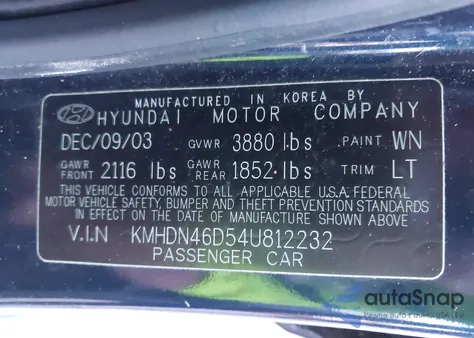 MANUFACTURED IN KOREA BY
HYUNDAI MOTOR COMPANY
DEC/09/03 GVWR 3880 lbs PAINT WN
GAWR FRONT 2116 lbs GAWR REAR 1852 lbs TRIM LT
THIS VEHICLE CONFORMS TO ALL APPLICABLE U.S.A. FEDERAL
MOTOR VEHICLE SAFETY, BUMPER AND THEFT PREVENTION STANDARDS
IN EFFECT ON THE DATE OF MANUFACTURE SHOWN ABOVE.
V.I.N KMHDN46D54U812232
PASSENGER CAR
autoSnap